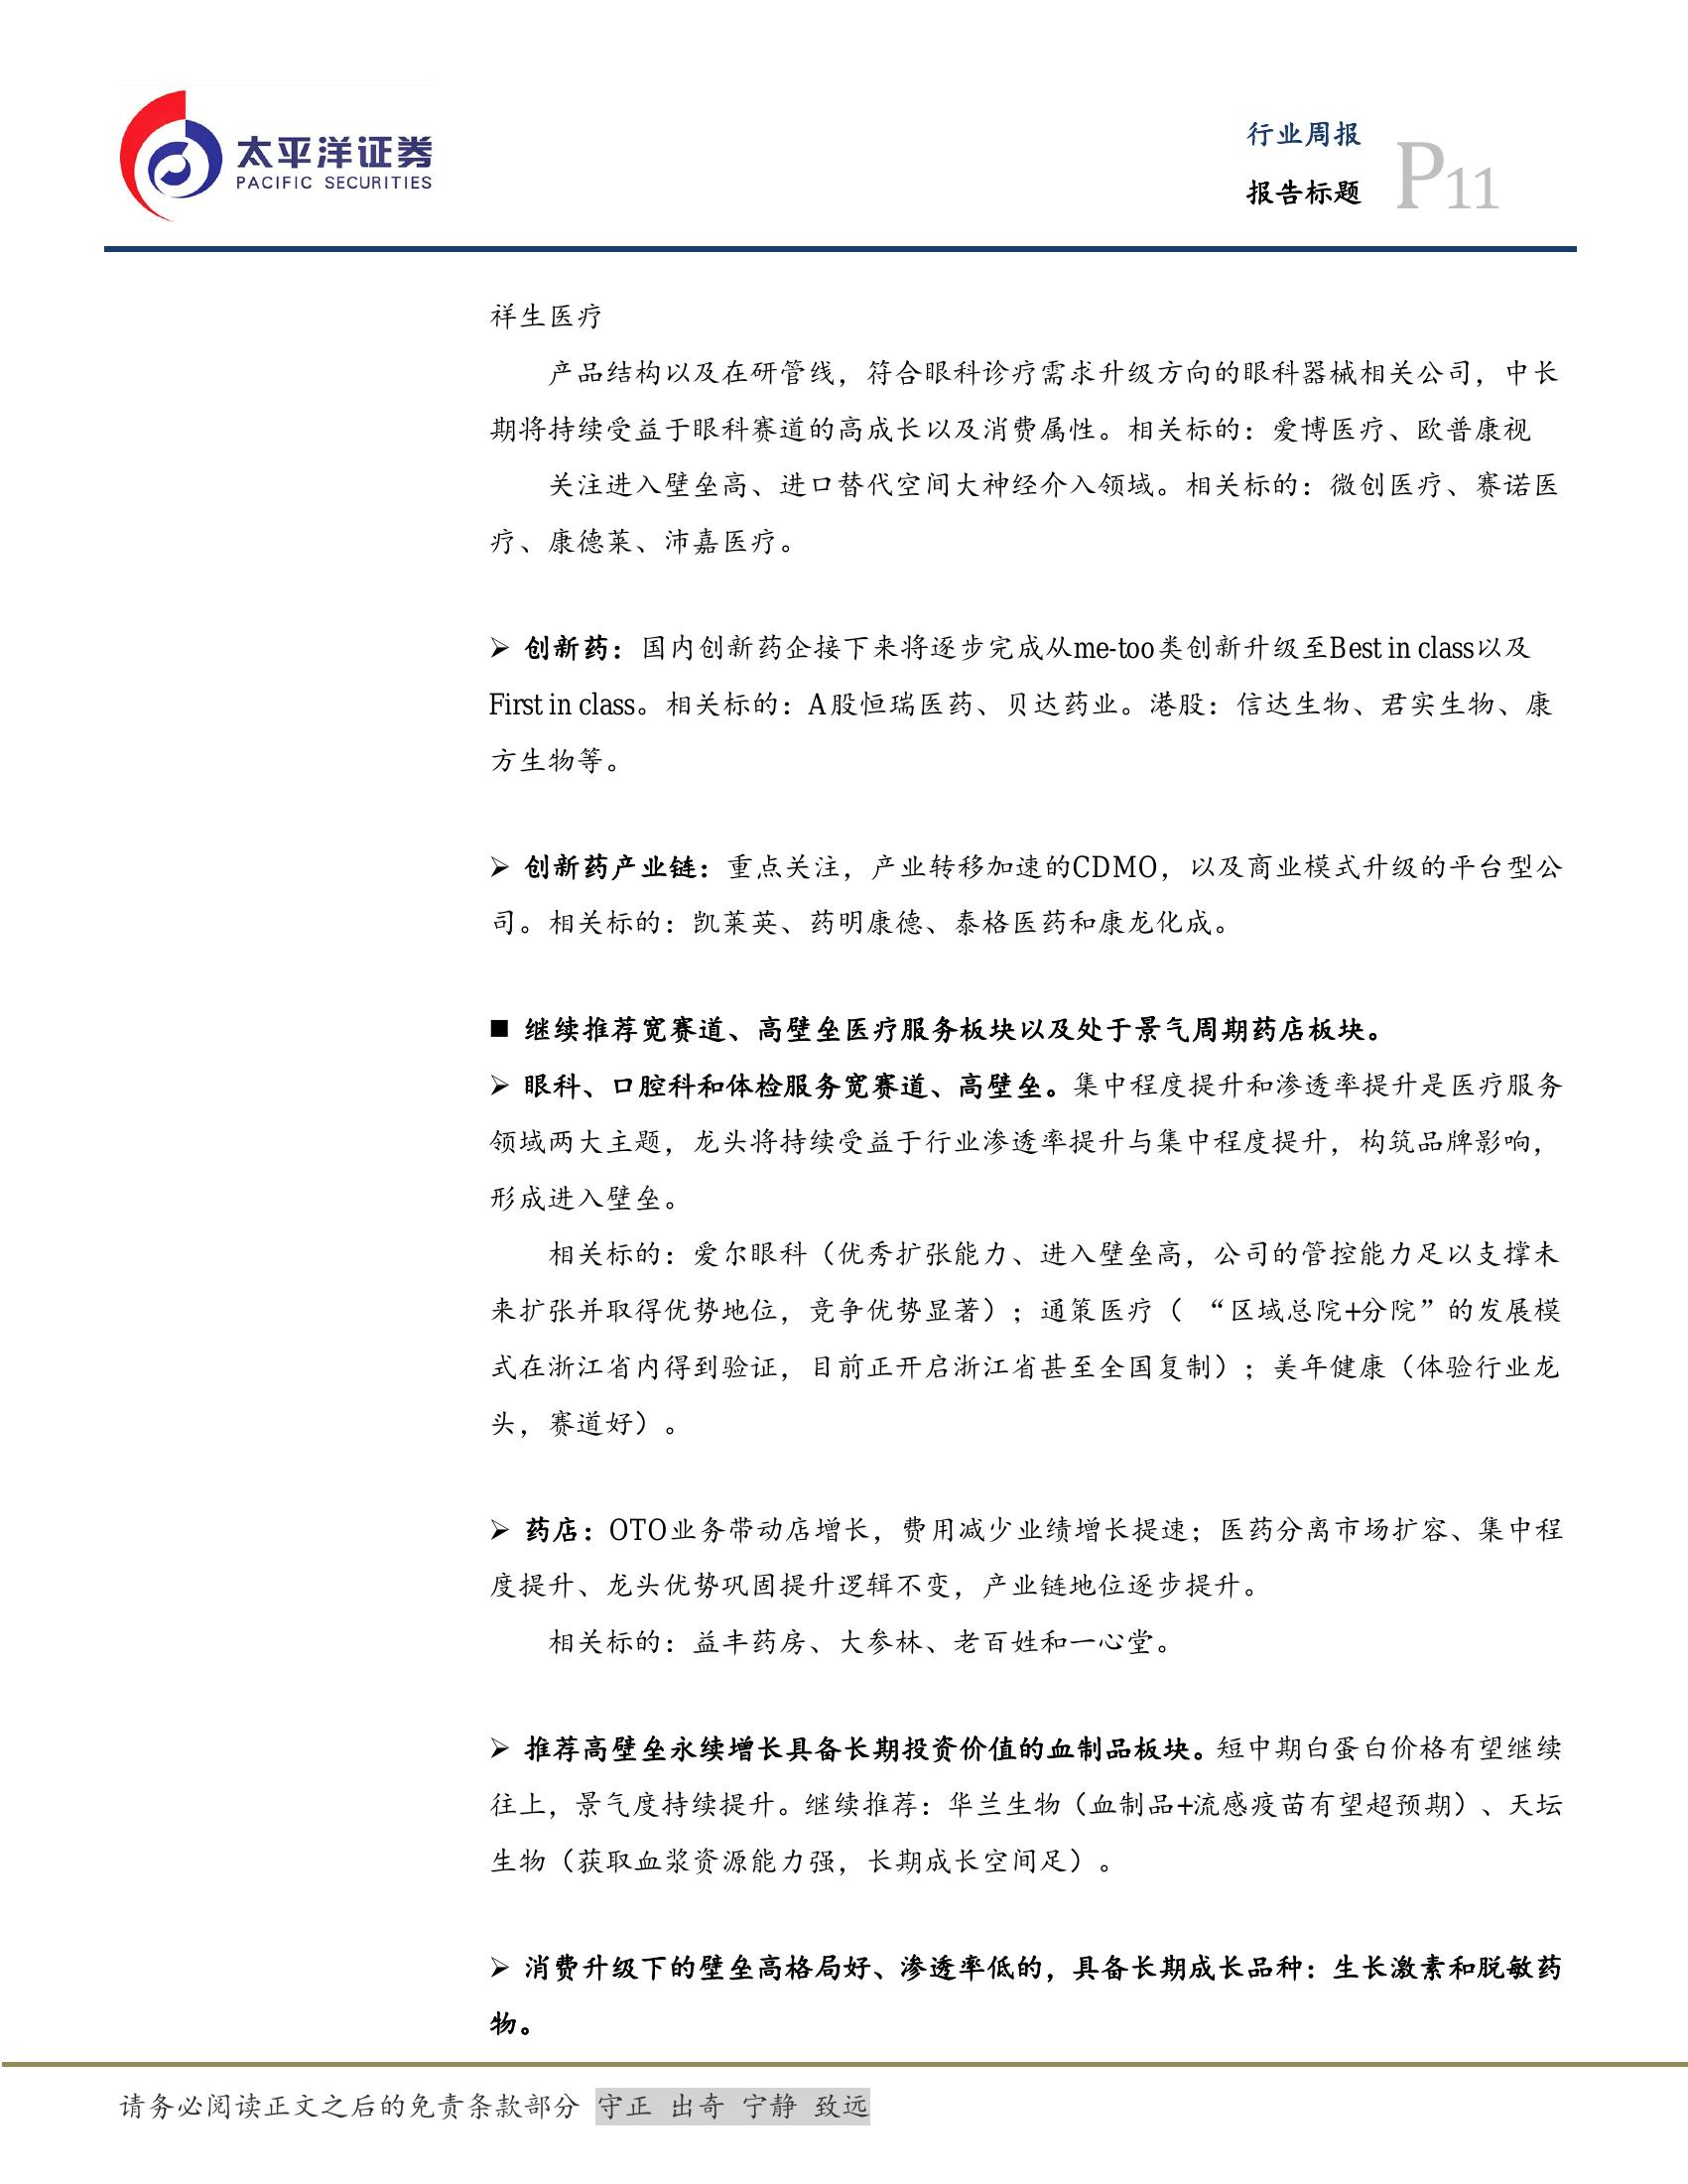 太平洋证券
PACIFIC SECURITIES
行业周报
报告标题
P11
祥生医疗
产品结构以及在研管线，符合眼科诊疗需求升级方向的眼科器械相关公司，中长
期将持续受益于眼科赛道的高成长以及消费属性。相关标的：爱博医疗、欧普康视
关注进入壁垒高、进口替代空间大神经介入领域。相关标的：微创医疗、赛诺医
疗、康德莱、沛嘉医疗。
➢ 创新药：国内创新药企接下来将逐步完成从me-too类创新升级至Best in class以及
First in class。相关标的：A股恒瑞医药、贝达药业。港股：信达生物、君实生物、康
方生物等。
➢ 创新药产业链：重点关注，产业转移加速的CDMO，以及商业模式升级的平台型公
司。相关标的：凯莱英、药明康德、泰格医药和康龙化成。
■ 继续推荐宽赛道、高壁垒医疗服务板块以及处于景气周期药店板块。
➢ 眼科、口腔科和体检服务宽赛道、高壁垒。集中程度提升和渗透率提升是医疗服务
领域两大主题，龙头将持续受益于行业渗透率提升与集中程度提升，构筑品牌影响，
形成进入壁垒。
相关标的：爱尔眼科（优秀扩张能力、进入壁垒高，公司的管控能力足以支撑未
来扩张并取得优势地位，竞争优势显著）；通策医疗（ “区域总院+分院”的发展模
式在浙江省内得到验证，目前正开启浙江省甚至全国复制）；美年健康（体验行业龙
头，赛道好）。
➢ 药店：OTO业务带动店增长，费用减少业绩增长提速；医药分离市场扩容、集中程
度提升、龙头优势巩固提升逻辑不变，产业链地位逐步提升。
相关标的：益丰药房、大参林、老百姓和一心堂。
➢ 推荐高壁垒永续增长具备长期投资价值的血制品板块。短中期白蛋白价格有望继续
往上，景气度持续提升。继续推荐：华兰生物（血制品+流感疫苗有望超预期）、天坛
生物（获取血浆资源能力强，长期成长空间足）。
➢ 消费升级下的壁垒高格局好、渗透率低的，具备长期成长品种：生长激素和脱敏药
物。
请务必阅读正文之后的免责条款部分 守正 出奇 宁静 致远